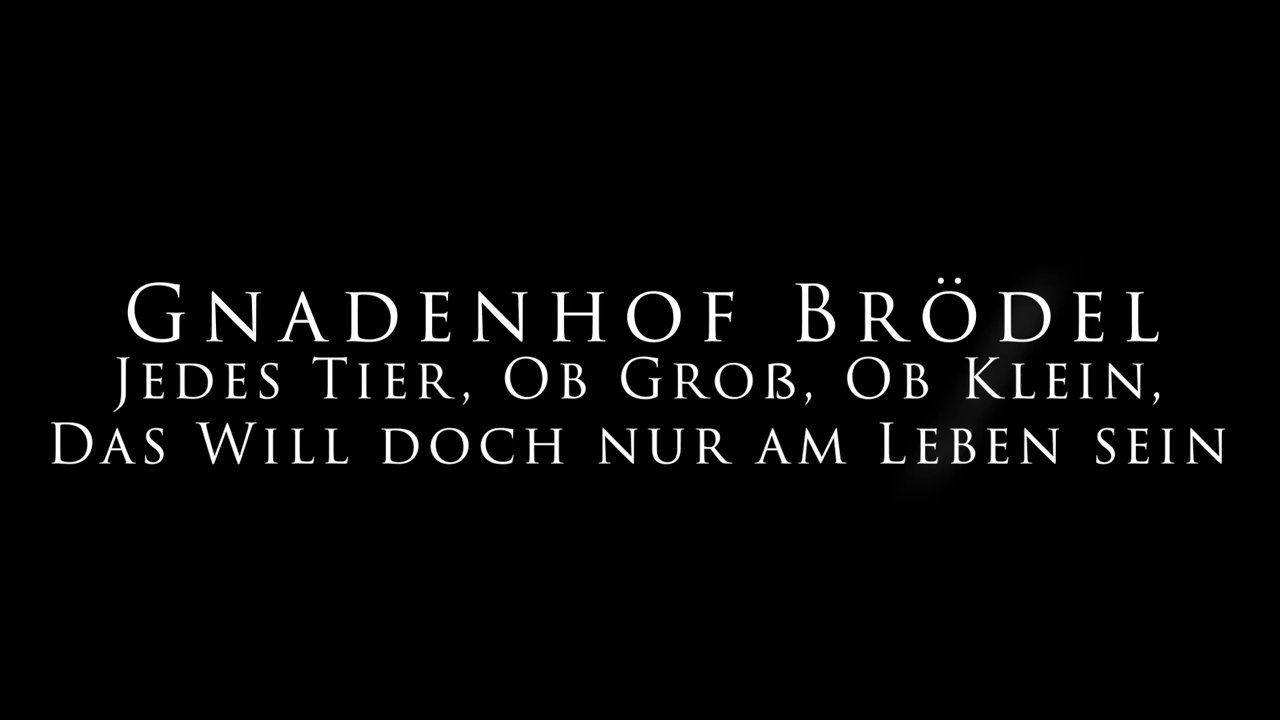 Gnadenhof Brödel
Jedes Tier, Ob Groß, Ob Klein,
Das Will doch nur am Leben sein